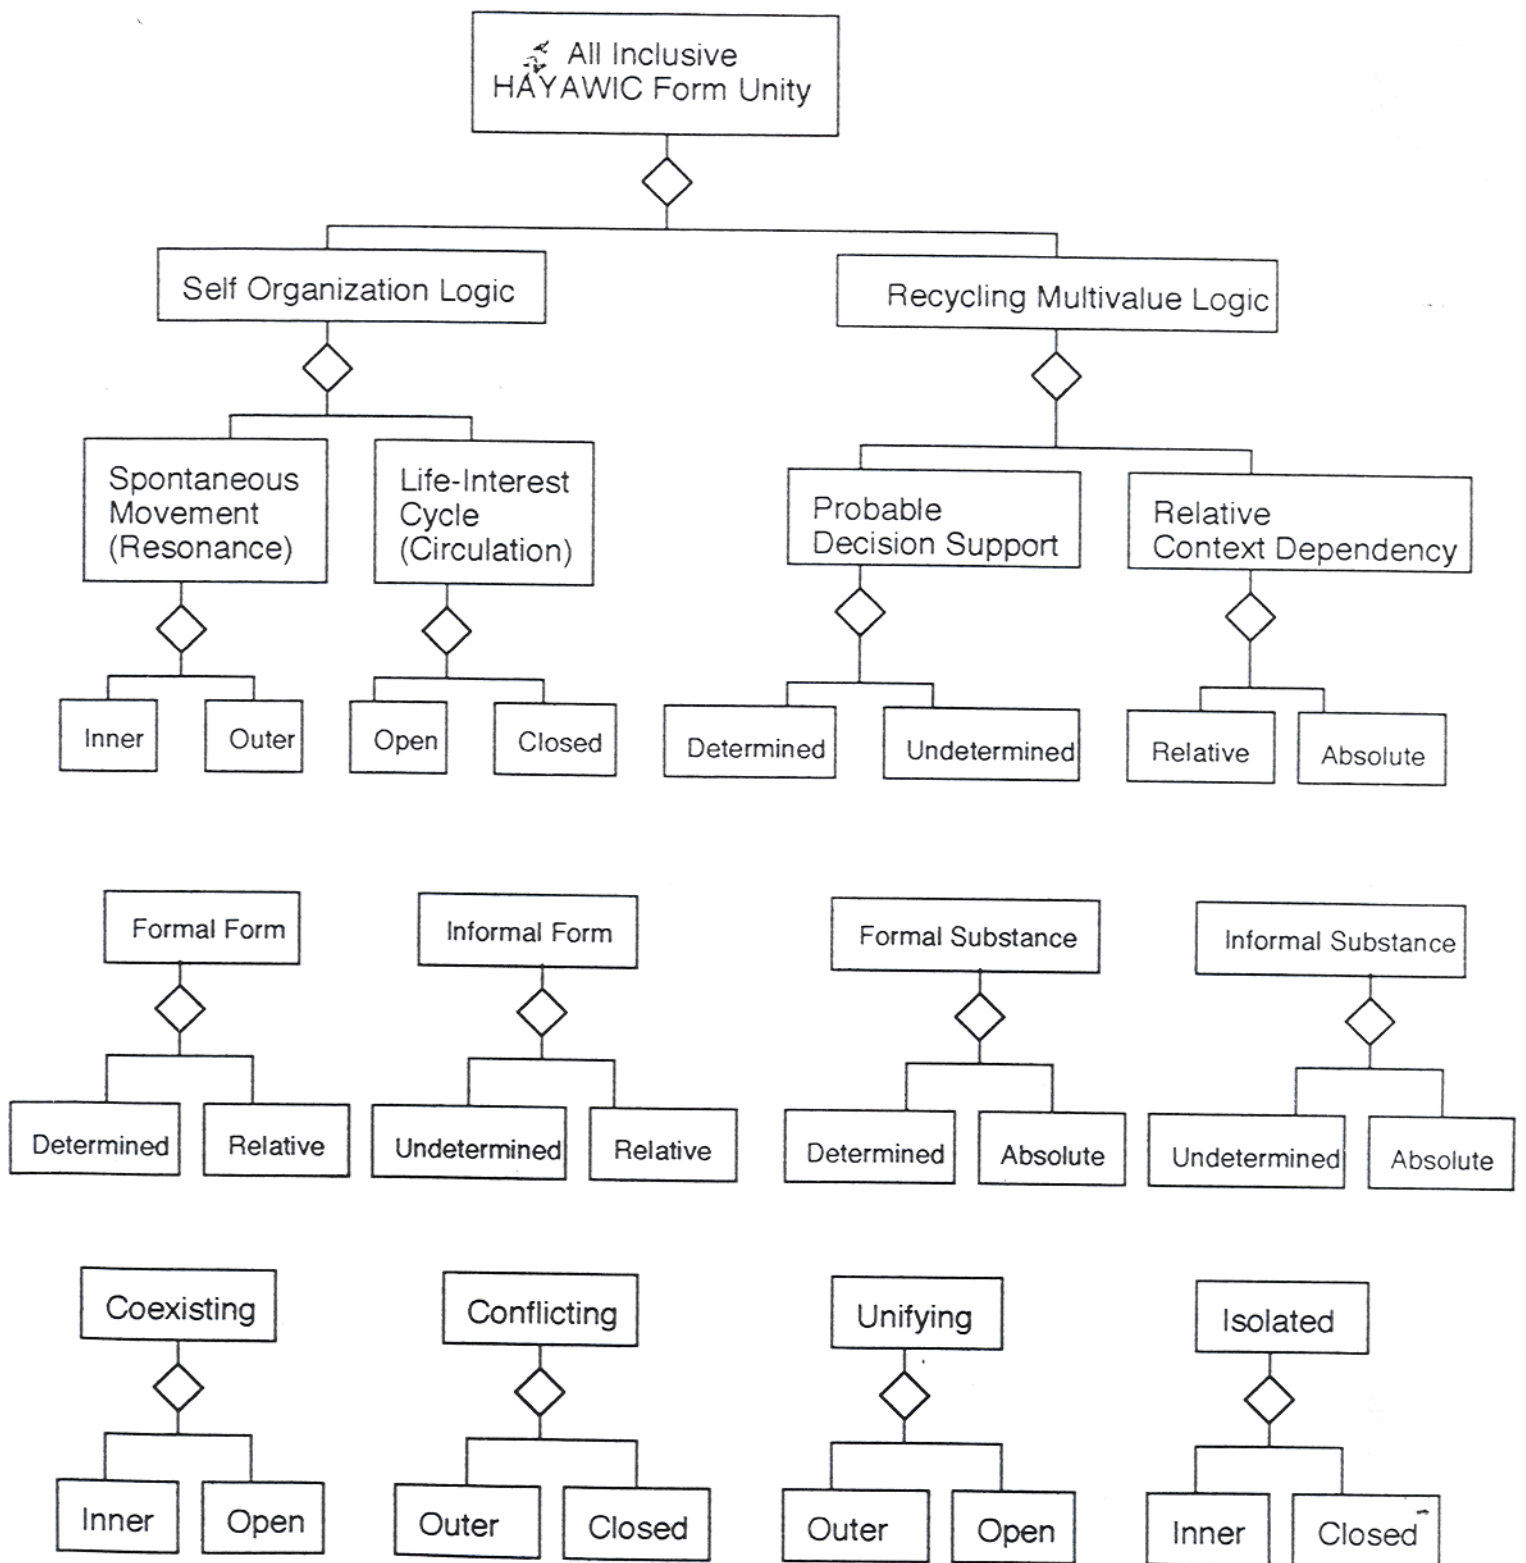 All Inclusive
HAYAWIC Form Unity
Self Organization Logic
Recycling Multivalue Logic
Spontaneous
Movement
(Resonance)
Life-Interest
Cycle
(Circulation)
Probable
Decision Support
Relative
Context Dependency
Inner
Outer
Open
Closed
Determined
Undetermined
Relative
Absolute
Formal Form
Informal Form
Formal Substance
Informal Substance
Determined
Relative
Undetermined
Relative
Determined
Absolute
Undetermined
Absolute
Coexisting
Conflicting
Unifying
Isolated
Inner
Open
Outer
Closed
Outer
Open
Inner
Closed